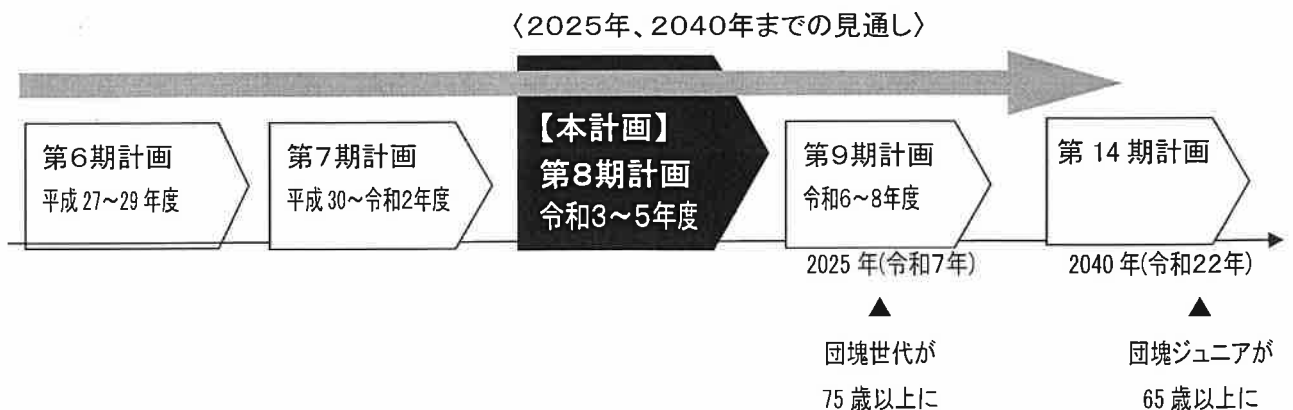 〈2025年、2040年までの見通し〉
第6期計画
平成27～29年度
第7期計画
平成30～令和2年度
【本計画】
第8期計画
令和3～5年度
第9期計画
令和6～8年度
第14期計画
2025年(令和7年)
▲
団塊世代が
75歳以上に
2040年(令和22年)
▲
団塊ジュニアが
65歳以上に